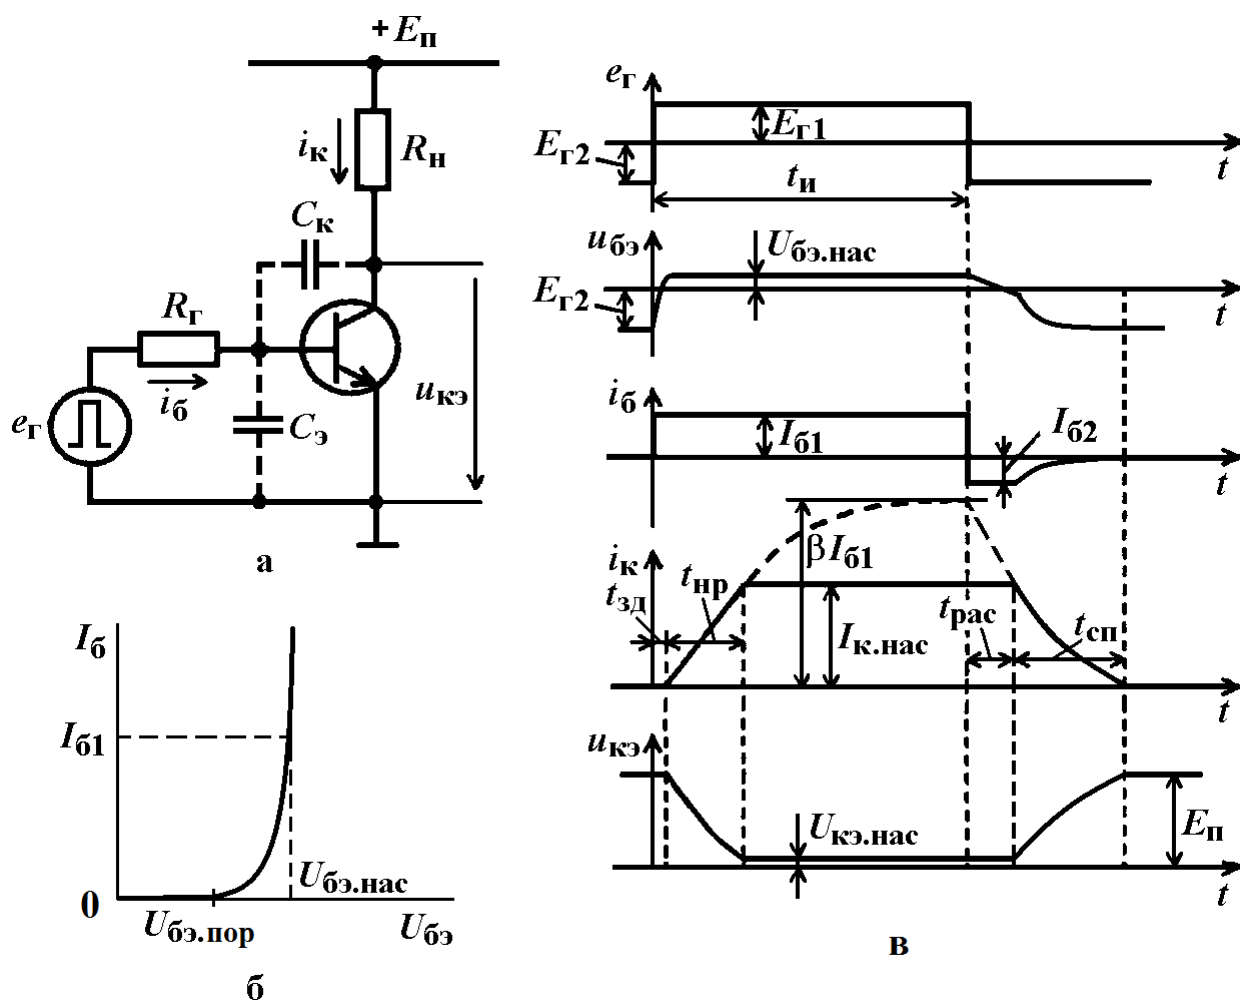 + Eп
iк
Rн
Cк
Rг
iб
eг
Cэ
uкэ
а
Iб
Iб1
0
Uбэ.нас
Uбэ.пор
Uбэ
б
eг
Eг1
Eг2
t
tи
uбэ
Uбэ.нас
Eг2
t
iб
Iб1
Iб2
t
iк
βIб1
tзд
tнр
Iк.нас
tрас
tсп
t
uкэ
Uкэ.нас
Eп
t
в